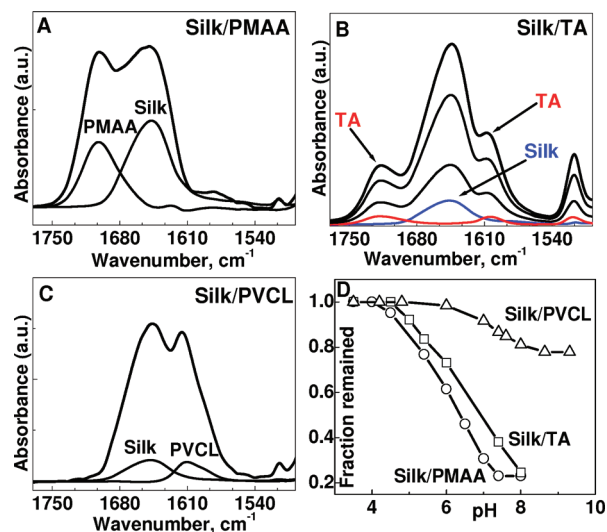 A
Silk/PMAA
Absorbance (a.u.)
PMAA
Silk
1750 1680 1610 1540
Wavenumber, cm-1
B
Silk/TA
Absorbance (a.u.)
TA
TA
Silk
1750 1680 1610 1540
Wavenumber, cm-1
C
Silk/PVCL
Absorbance (a.u.)
Silk
PVCL
1750 1680 1610 1540
Wavenumber, cm-1
D
Fraction remained
1.0
0.8
0.6
0.4
0.2
Silk/PVCL
Silk/TA
Silk/PMAA
4 6 8 10
pH